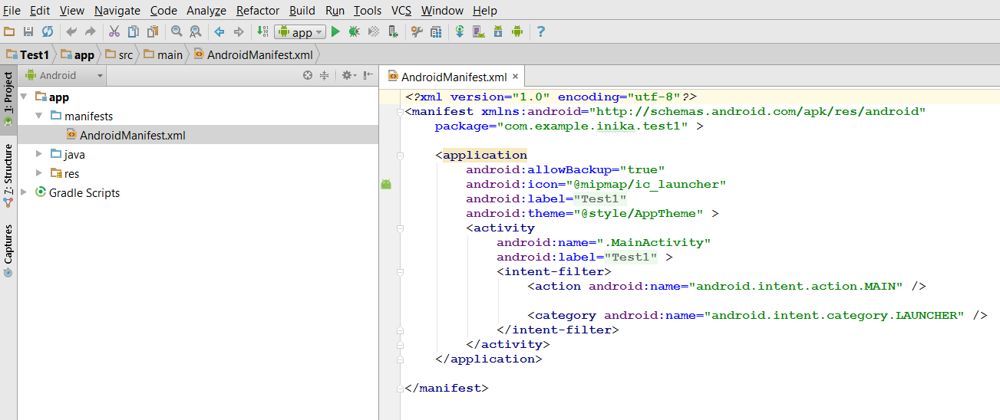 File Edit View Navigate Code Analyze Refactor Build Run Tools VCS Window Help
app
Test1 app src main AndroidManifest.xml
1: Project
7: Structure
Captures
Android
app
manifests
AndroidManifest.xml
java
res
Gradle Scripts
AndroidManifest.xml
<?xml version="1.0" encoding="utf-8"?>
<manifest xmlns:android="http://schemas.android.com/apk/res/android"
    package="com.example.inika.test1" >

    <application
        android:allowBackup="true"
        android:icon="@mipmap/ic_launcher"
        android:label="Test1"
        android:theme="@style/AppTheme" >
        <activity
            android:name=".MainActivity"
            android:label="Test1" >
            <intent-filter>
                <action android:name="android.intent.action.MAIN" />

                <category android:name="android.intent.category.LAUNCHER" />
            </intent-filter>
        </activity>
    </application>

</manifest>